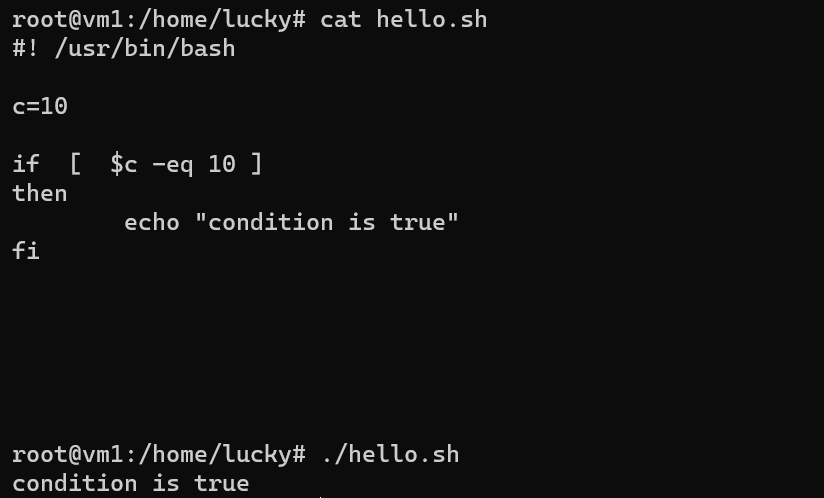 root@vm1:/home/lucky# cat hello.sh
#! /usr/bin/bash
c=10
if  [  $c -eq 10 ]
then
        echo "condition is true"
fi
root@vm1:/home/lucky# ./hello.sh
condition is true